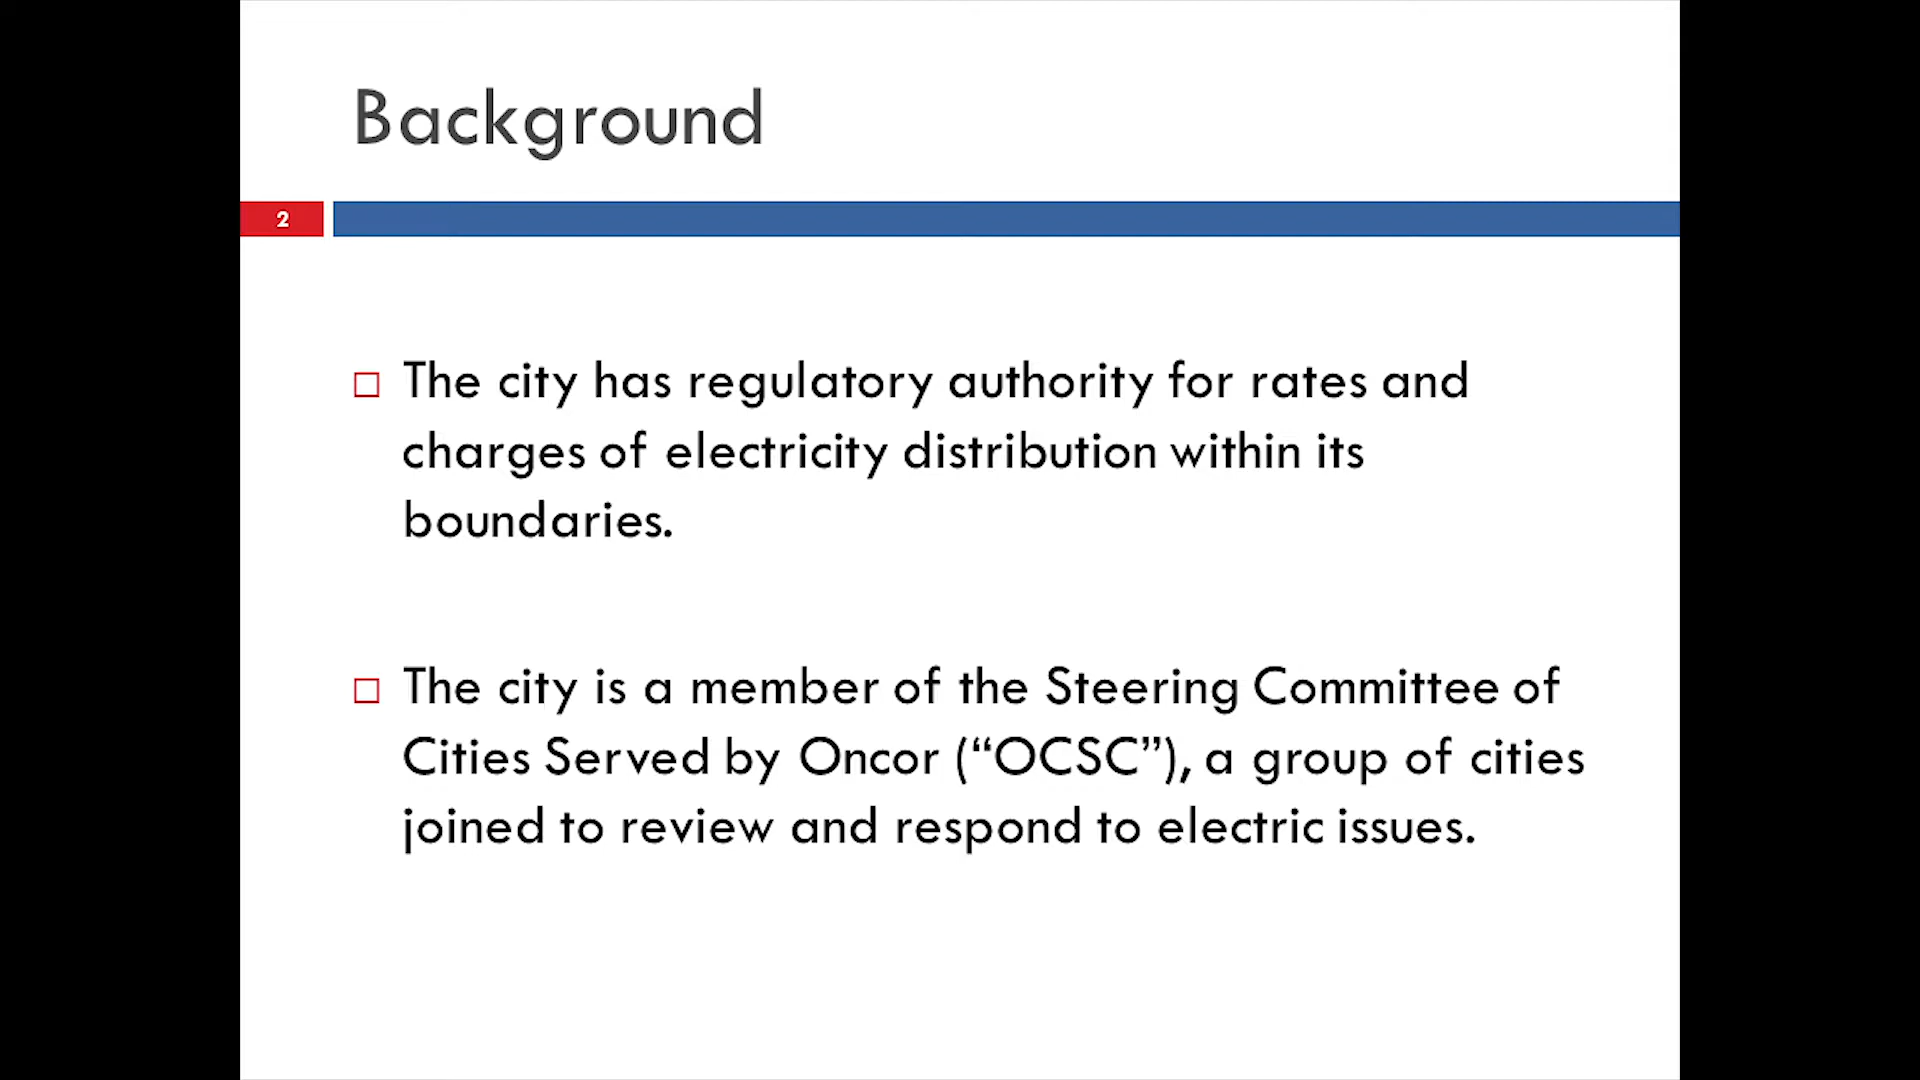 Background
2
The city has regulatory authority for rates and
charges of electricity distribution within its
boundaries.
The city is a member of the Steering Committee of
Cities Served by Oncor (“OCSC”), a group of cities
joined to review and respond to electric issues.